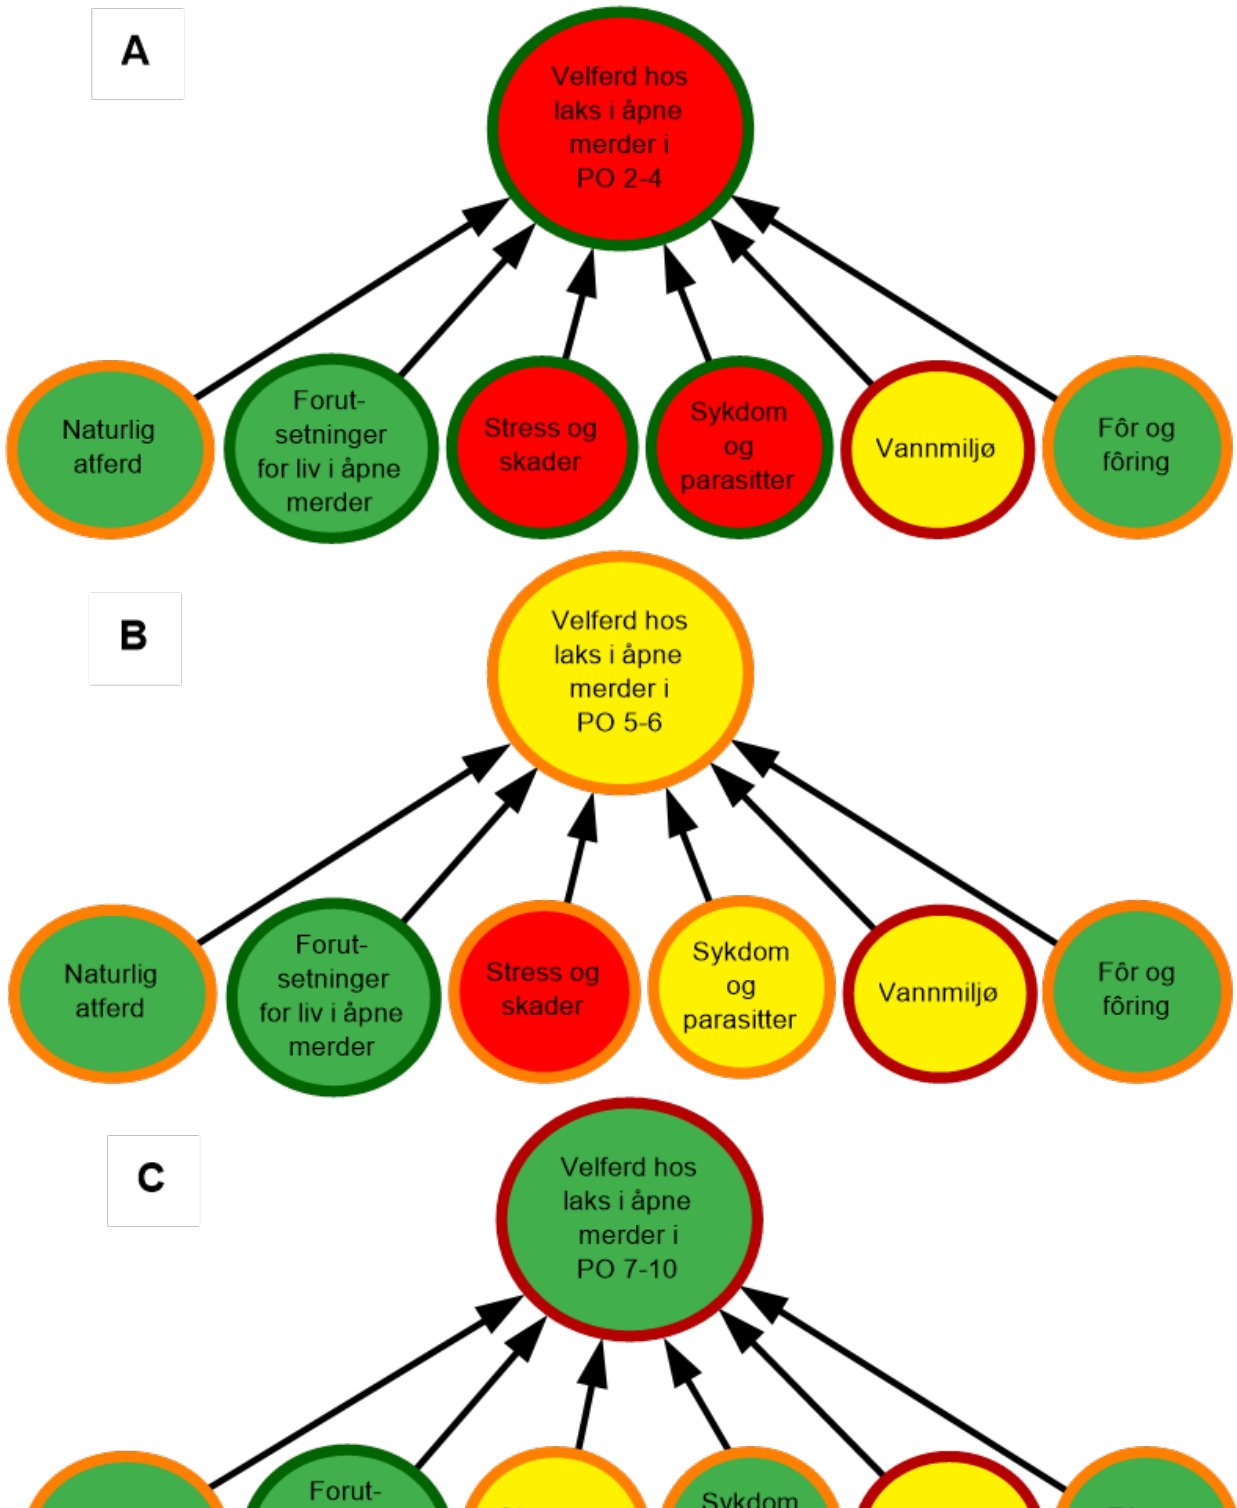 A
Velferd hos
laks i åpne
merder i
PO 2-4
Naturlig
atferd
Forut-
setninger
for liv i åpne
merder
Stress og
skader
Sykdom
og
parasitter
Vannmiljø
Fôr og
fôring
B
Velferd hos
laks i åpne
merder i
PO 5-6
Naturlig
atferd
Forut-
setninger
for liv i åpne
merder
Stress og
skader
Sykdom
og
parasitter
Vannmiljø
Fôr og
fôring
C
Velferd hos
laks i åpne
merder i
PO 7-10
Forut-
Sykdom